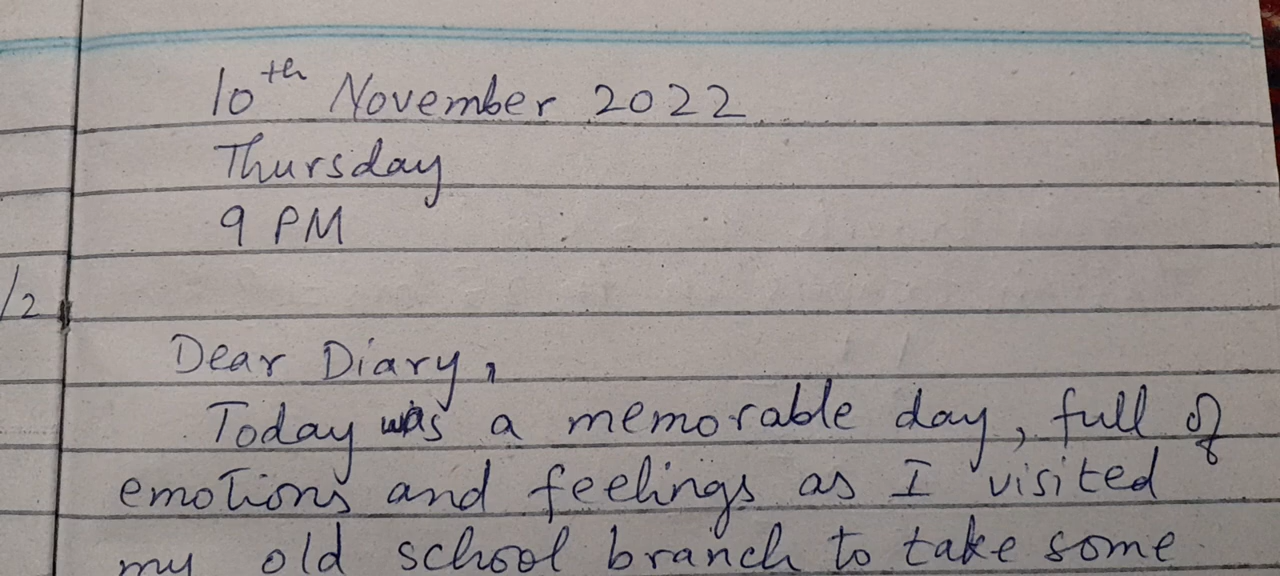 10th November 2022
Thursday
9 PM
/2
Dear Diary,
Today was a memorable day, full of
emotions and feelings as I visited
my old school branch to take some